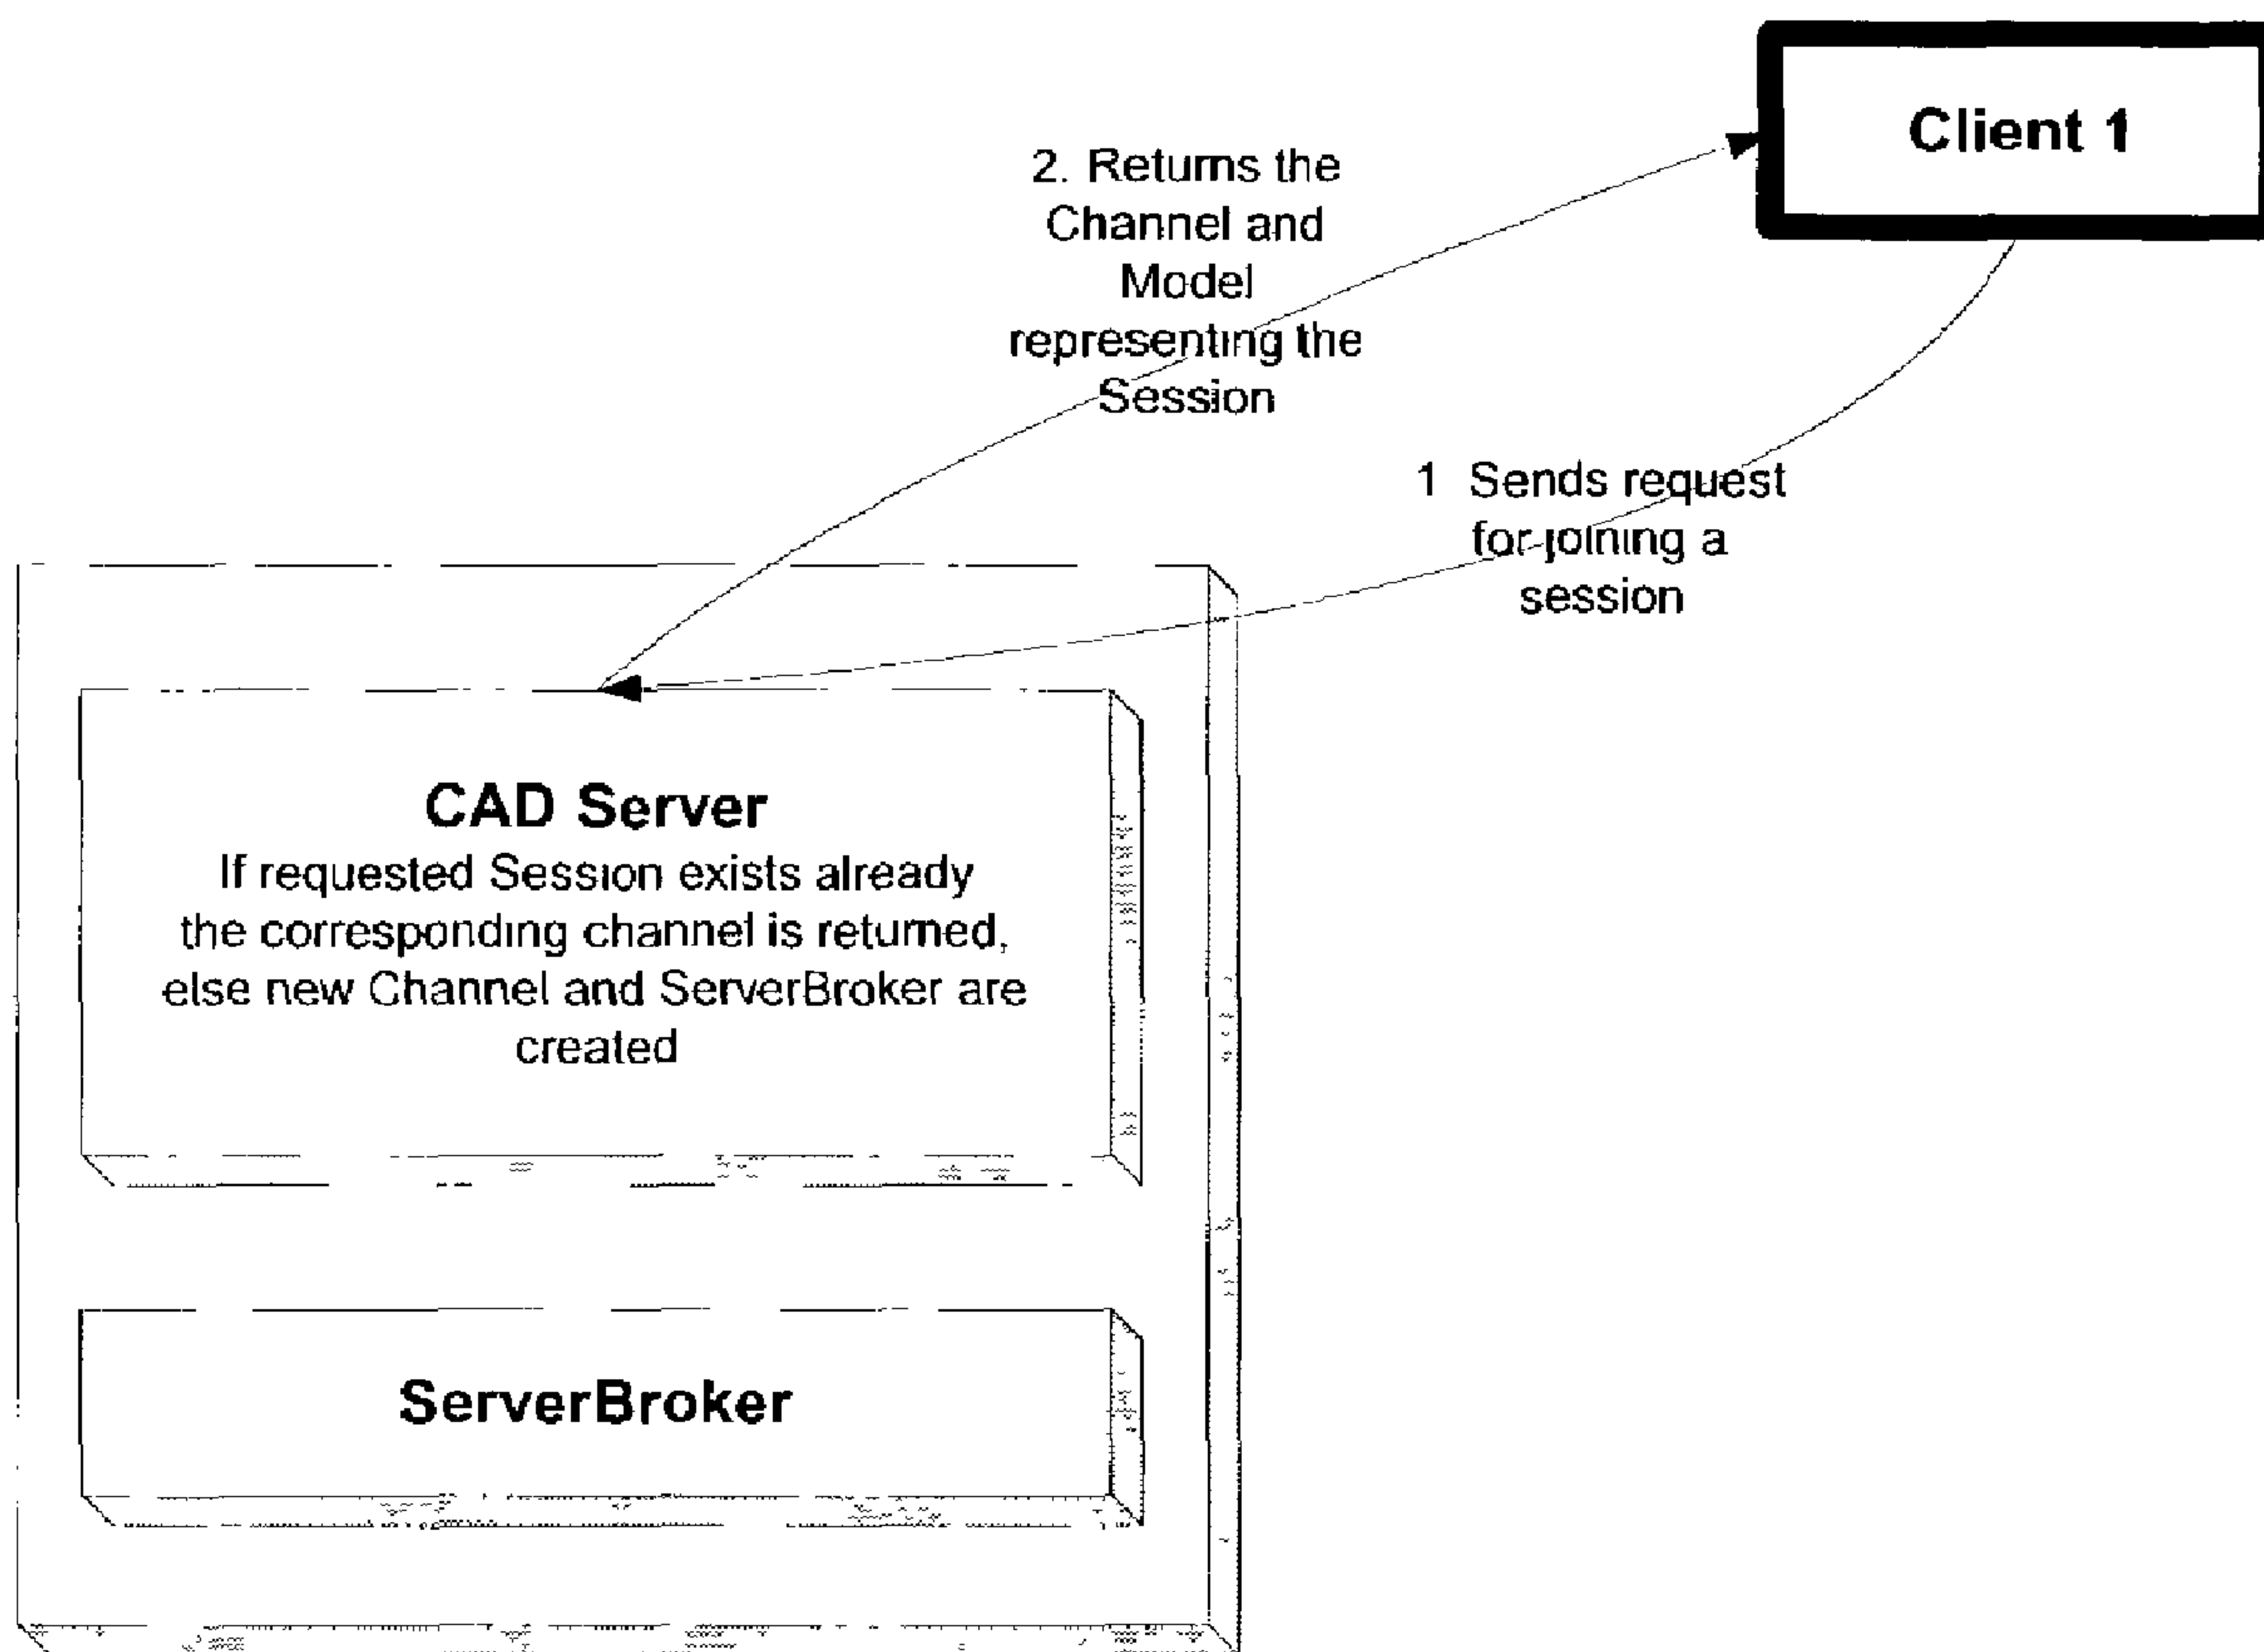 Client 1
2. Returns the
Channel and
Model
representing the
Session
1 Sends request
for joining a
session
CAD Server
If requested Session exists already
the corresponding channel is returned,
else new Channel and ServerBroker are
created
ServerBroker